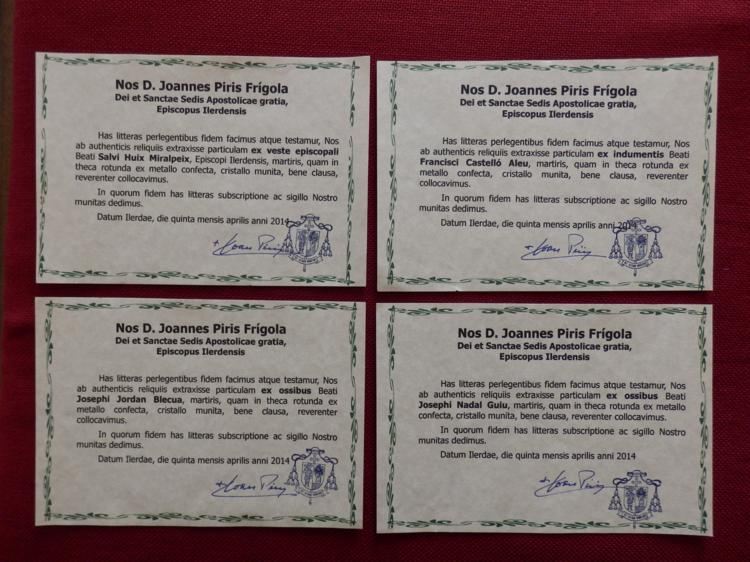 Nos D. Joannes Piris Frígola
Dei et Sanctae Sedis Apostolicae gratia,
Episcopus Ilerdensis
Has litteras perlegentibus fidem facimus atque testamur, Nos
ab authenticis reliquiis extraxisse particulam ex veste episcopali
Beati Salvi Huix Miralpeix, Episcopi Ilerdensis, martiris, quam in
theca rotunda ex metallo confecta, cristallo munita, bene clausa,
reverenter collocavimus.
In quorum fidem has litteras subscriptione ac sigillo Nostro
munitas dedimus.
Datum Ilerdae, die quinta mensis aprilis anni 2014
+ Joan Piris
Nos D. Joannes Piris Frígola
Dei et Sanctae Sedis Apostolicae gratia,
Episcopus Ilerdensis
Has litteras perlegentibus fidem facimus atque testamur, Nos
ab authenticis reliquiis extraxisse particulam ex indumentis Beati
Francisci Castelló Aleu, martiris, quam in theca rotunda ex
metallo confecta, cristallo munita, bene clausa, reverenter
collocavimus.
In quorum fidem has litteras subscriptione ac sigillo Nostro
munitas dedimus.
Datum Ilerdae, die quinta mensis aprilis anni 2014
+ Joan Piris
Nos D. Joannes Piris Frígola
Dei et Sanctae Sedis Apostolicae gratia,
Episcopus Ilerdensis
Has litteras perlegentibus fidem facimus atque testamur, Nos
ab authenticis reliquiis extraxisse particulam ex ossibus Beati
Josephi Jordan Blecua, martiris, quam in theca rotunda ex
metallo confecta, cristallo munita, bene clausa, reverenter
collocavimus.
In quorum fidem has litteras subscriptione ac sigillo Nostro
munitas dedimus.
Datum Ilerdae, die quinta mensis aprilis anni 2014
+ Joan Piris
Nos D. Joannes Piris Frígola
Dei et Sanctae Sedis Apostolicae gratia,
Episcopus Ilerdensis
Has litteras perlegentibus fidem facimus atque testamur, Nos
ab authenticis reliquiis extraxisse particulam ex ossibus Beati
Josephi Nadal Guiu, martiris, quam in theca rotunda ex metallo
confecta, cristallo munita, bene clausa, reverenter collocavimus.
In quorum fidem has litteras subscriptione ac sigillo Nostro
munitas dedimus.
Datum Ilerdae, die quinta mensis aprilis anni 2014
+ Joan Piris